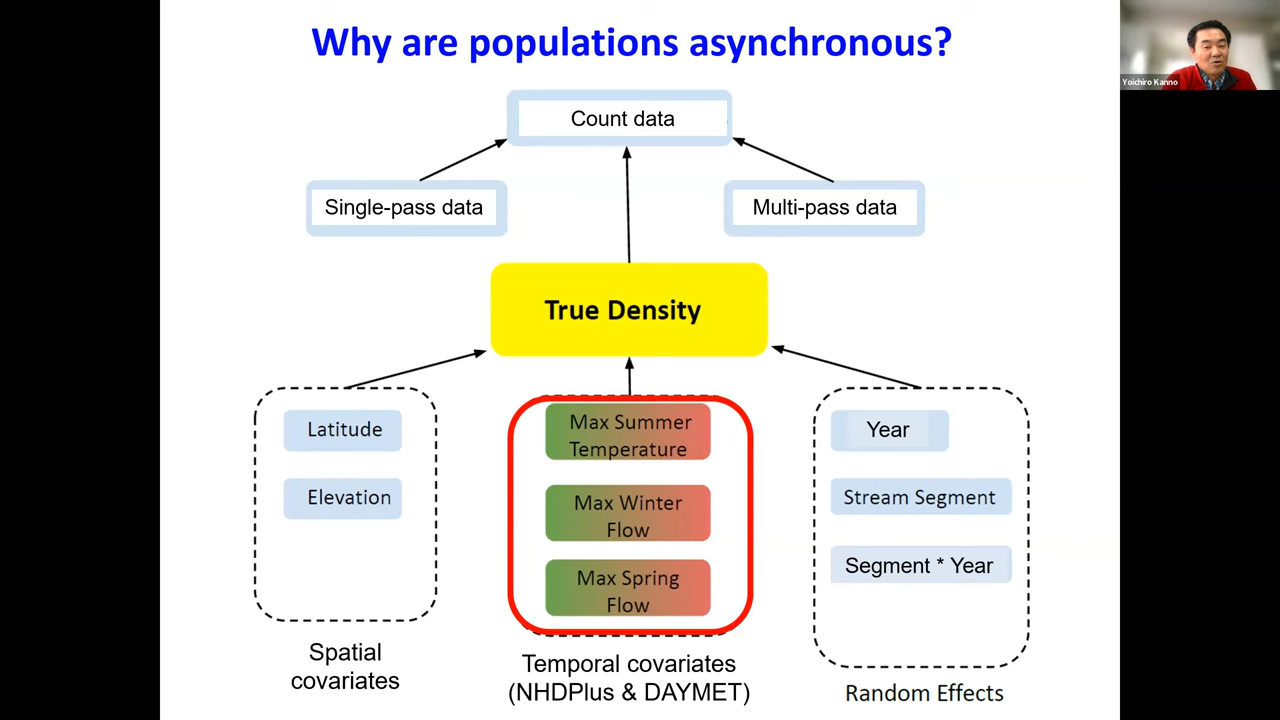 Why are populations asynchronous?
Yoichiro Kanno
Count data
Single-pass data
Multi-pass data
True Density
Latitude
Elevation
Spatial
covariates
Max Summer
Temperature
Max Winter
Flow
Max Spring
Flow
Temporal covariates
(NHDPlus & DAYMET)
Year
Stream Segment
Segment * Year
Random Effects